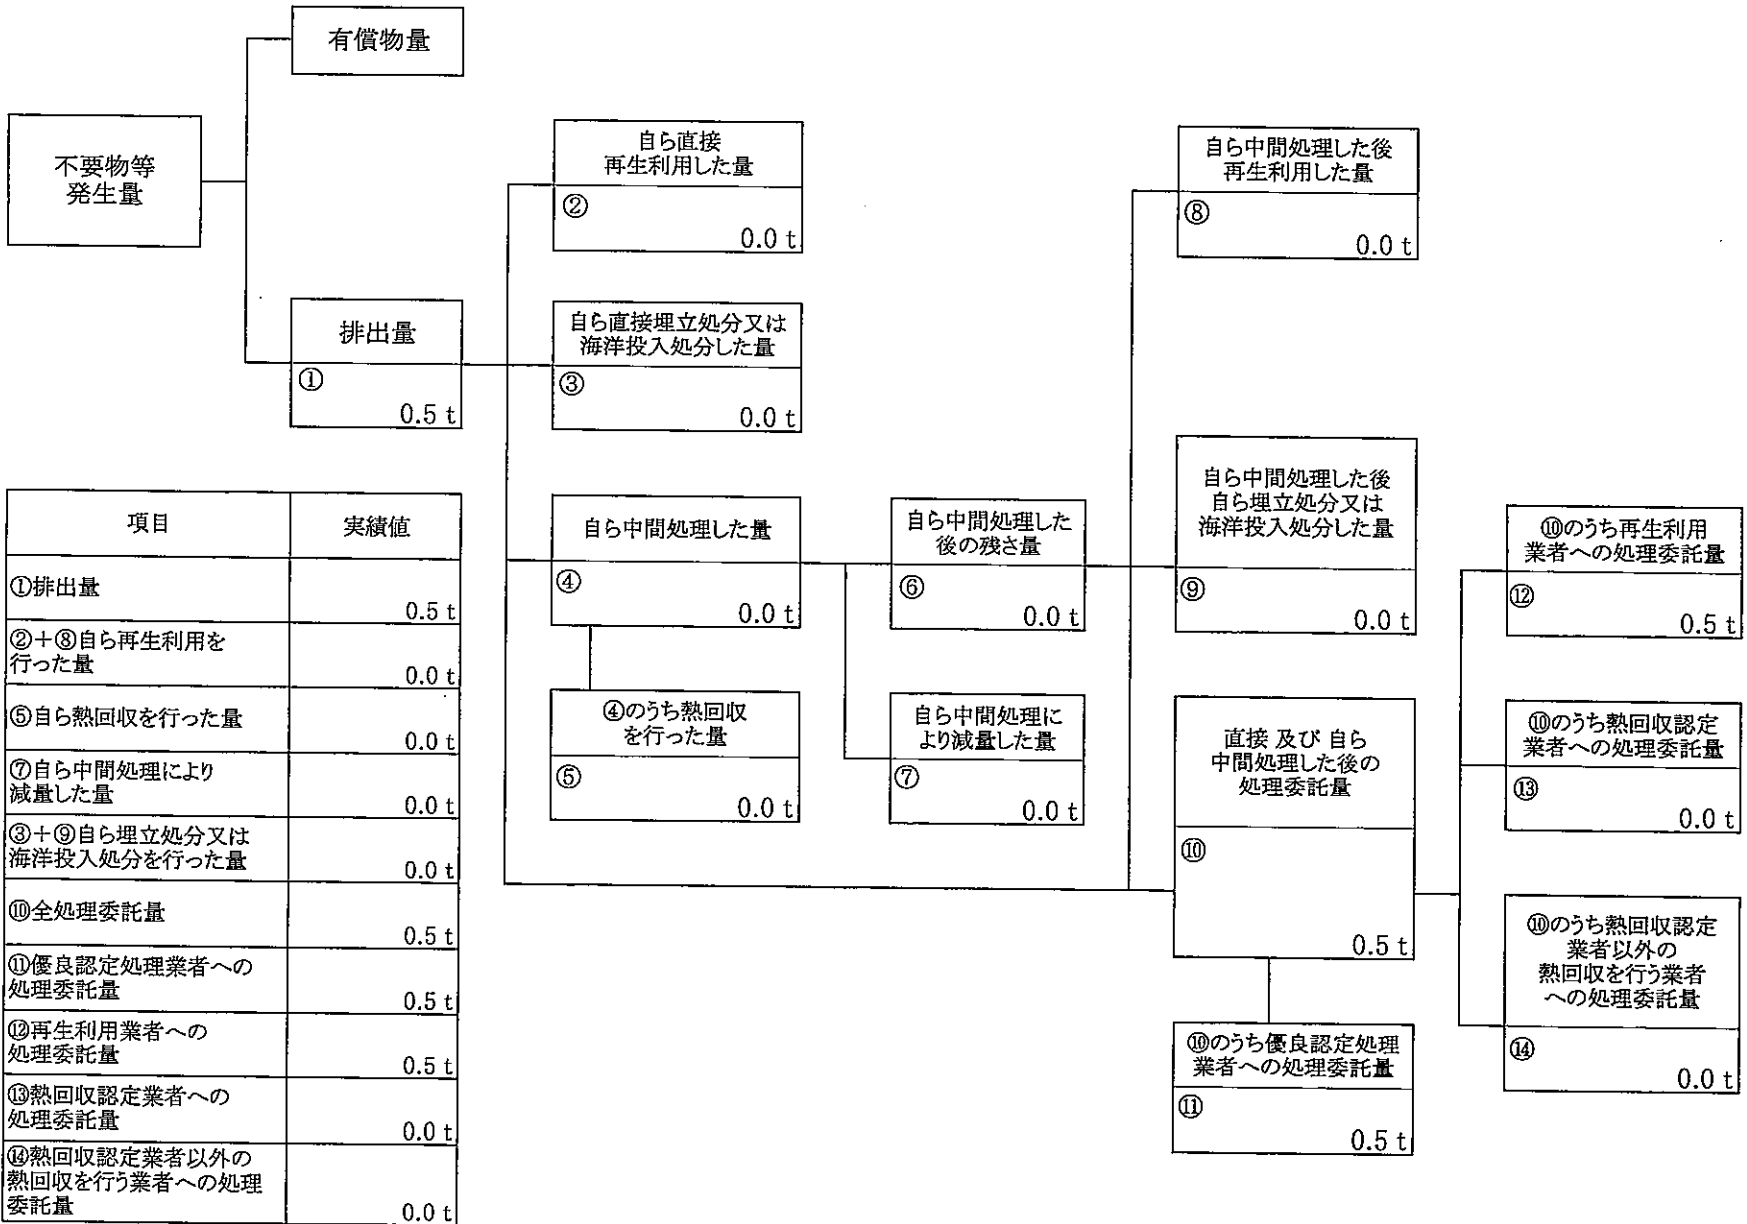 有償物量
不要物等
発生量
自ら直接
再生利用した量
②
0.0 t
自ら中間処理した後
再生利用した量
⑧
0.0 t
排出量
①
0.5 t
自ら直接埋立処分又は
海洋投入処分した量
③
0.0 t
自ら中間処理した量
④
0.0 t
自ら中間処理した
後の残さ量
⑥
0.0 t
自ら中間処理した後
自ら埋立処分又は
海洋投入処分した量
⑨
0.0 t
⑩のうち再生利用
業者への処理委託量
⑫
0.5 t
④のうち熱回収
を行った量
⑤
0.0 t
自ら中間処理に
より減量した量
⑦
0.0 t
直接 及び 自ら
中間処理した後の
処理委託量
⑩
0.5 t
⑩のうち熱回収認定
業者への処理委託量
⑬
0.0 t
⑩のうち熱回収認定
業者以外の
熱回収を行う業者
への処理委託量
⑭
0.0 t
⑩のうち優良認定処理
業者への処理委託量
⑪
0.5 t
項目 実績値
①排出量
0.5 t
②+⑧自ら再生利用を
行った量
0.0 t
⑤自ら熱回収を行った量
0.0 t
⑦自ら中間処理により
減量した量
0.0 t
③+⑨自ら埋立処分又は
海洋投入処分を行った量
0.0 t
⑩全処理委託量
0.5 t
⑪優良認定処理業者への
処理委託量
0.5 t
⑫再生利用業者への
処理委託量
0.5 t
⑬熱回収認定業者への
処理委託量
0.0 t
⑭熱回収認定業者以外の
熱回収を行う業者への処理
委託量
0.0 t